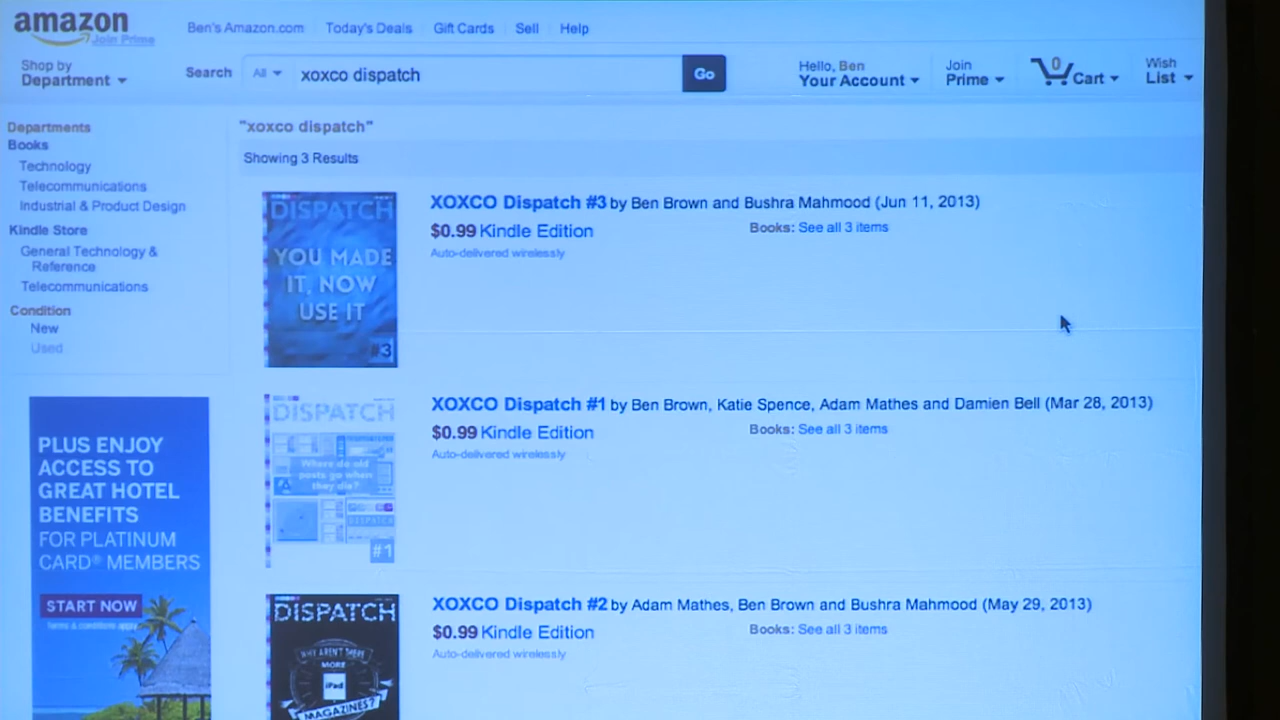 amazon
Join Prime
Ben's Amazon.com
Today's Deals
Gift Cards
Sell
Help
Shop by
Department
Search
All
xoxco dispatch
Go
Hello, Ben
Your Account
Join
Prime
0
Cart
Wish
List
Departments
Books
Technology
Telecommunications
Industrial & Product Design
Kindle Store
General Technology &
Reference
Telecommunications
Condition
New
Used
PLUS ENJOY
ACCESS TO
GREAT HOTEL
BENEFITS
FOR PLATINUM
CARD® MEMBERS
START NOW
Terms & conditions apply
"xoxco dispatch"
Showing 3 Results
DISPATCH
YOU MADE
IT, NOW
USE IT
#3
XOXCO Dispatch #3 by Ben Brown and Bushra Mahmood (Jun 11, 2013)
$0.99 Kindle Edition
Books: See all 3 items
Auto-delivered wirelessly
DISPATCH
Where do old
posts go when
they die?
DISPATCH
#1
XOXCO Dispatch #1 by Ben Brown, Katie Spence, Adam Mathes and Damien Bell (Mar 28, 2013)
$0.99 Kindle Edition
Books: See all 3 items
Auto-delivered wirelessly
DISPATCH
WHY AREN'T THERE
MORE
iPad
MAGAZINES?
XOXCO Dispatch #2 by Adam Mathes, Ben Brown and Bushra Mahmood (May 29, 2013)
$0.99 Kindle Edition
Books: See all 3 items
Auto-delivered wirelessly